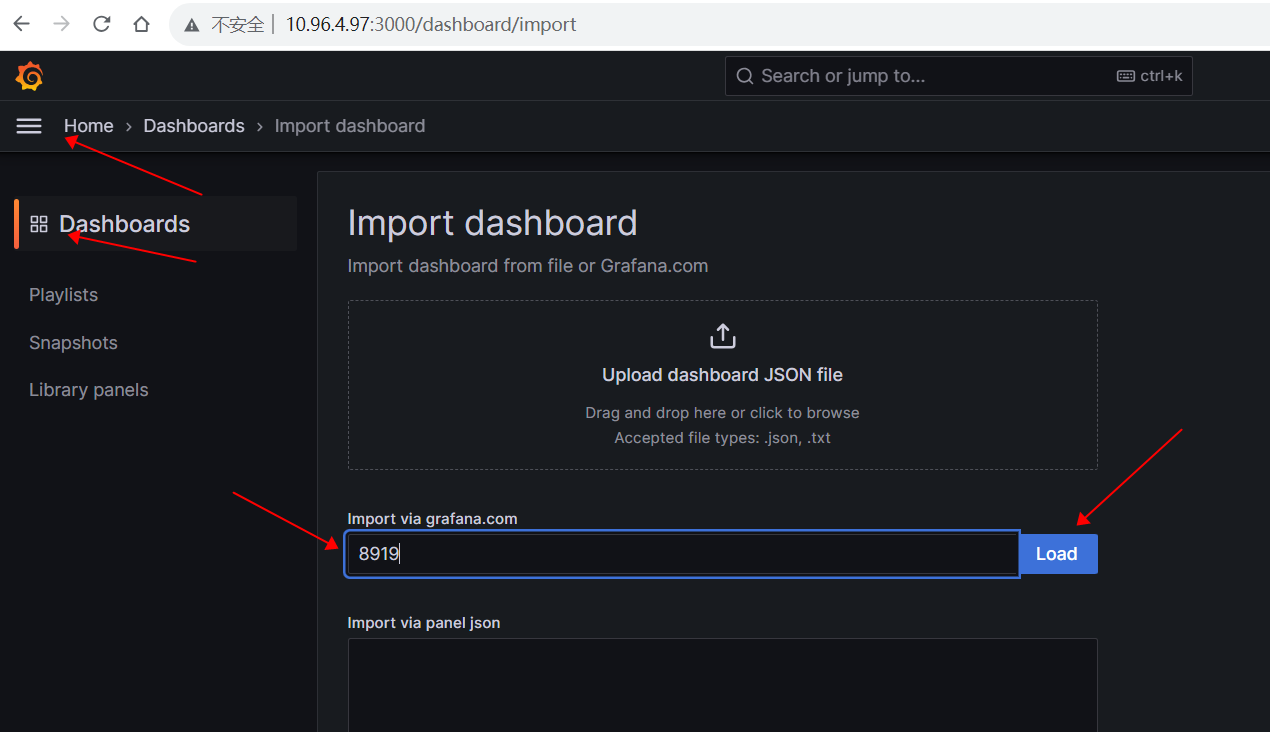 不安全 10.96.4.97:3000/dashboard/import
Search or jump to... ctrl+k
Home › Dashboards › Import dashboard
Dashboards
Playlists
Snapshots
Library panels
Import dashboard
Import dashboard from file or Grafana.com
Upload dashboard JSON file
Drag and drop here or click to browse
Accepted file types: .json, .txt
Import via grafana.com
8919
Load
Import via panel json